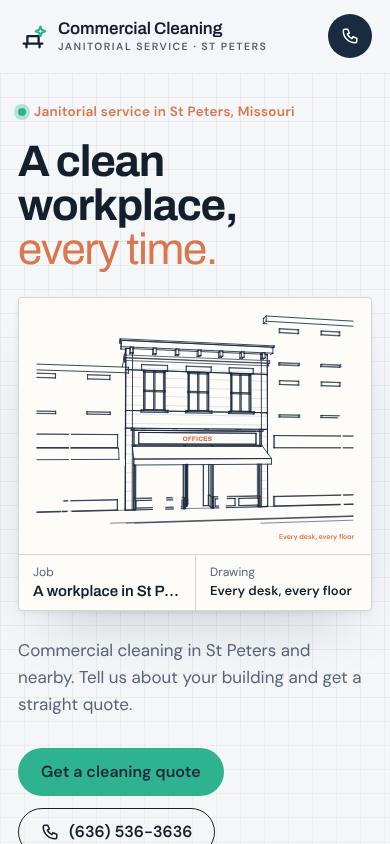 Commercial Cleaning
JANITORIAL SERVICE · ST PETERS
Janitorial service in St Peters, Missouri
A clean
workplace,
every time.
OFFICES
Every desk, every floor
Job
A workplace in St P...
Drawing
Every desk, every floor
Commercial cleaning in St Peters and
nearby. Tell us about your building and get a
straight quote.
Get a cleaning quote
(636) 536-3636